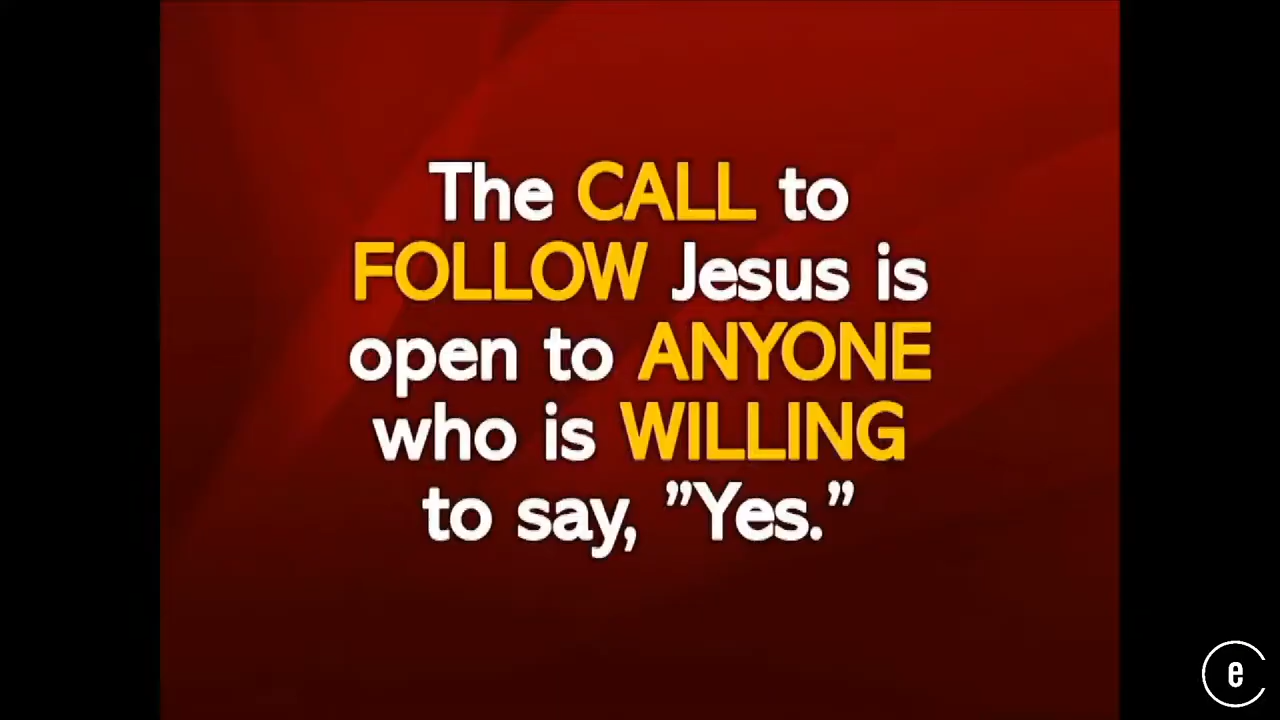 The CALL to
FOLLOW Jesus is
open to ANYONE
who is WILLING
to say, ”Yes.”
e